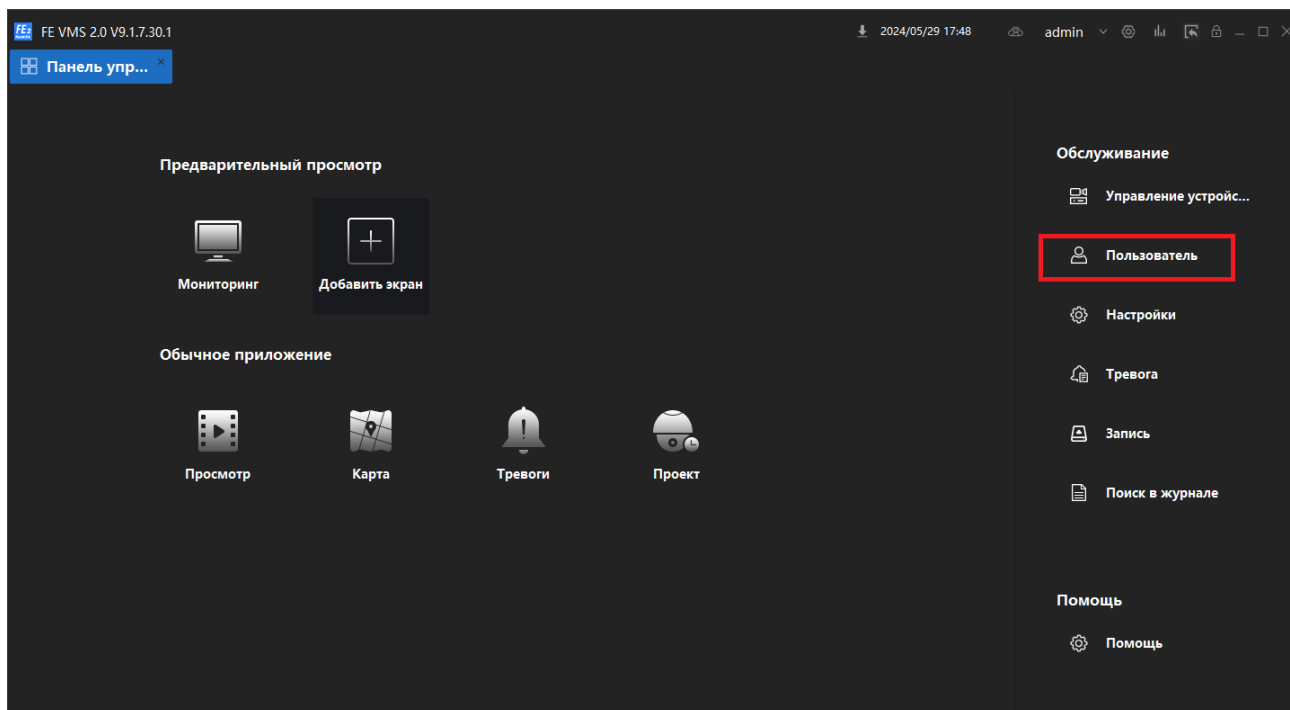 FE VMS 2.0 V9.1.7.30.1
2024/05/29 17:48
admin
Панель упр...
Предварительный просмотр
Мониторинг
Добавить экран
Обычное приложение
Просмотр
Карта
Тревоги
Проект
Обслуживание
Управление устройс...
Пользователь
Настройки
Тревога
Запись
Поиск в журнале
Помощь
Помощь